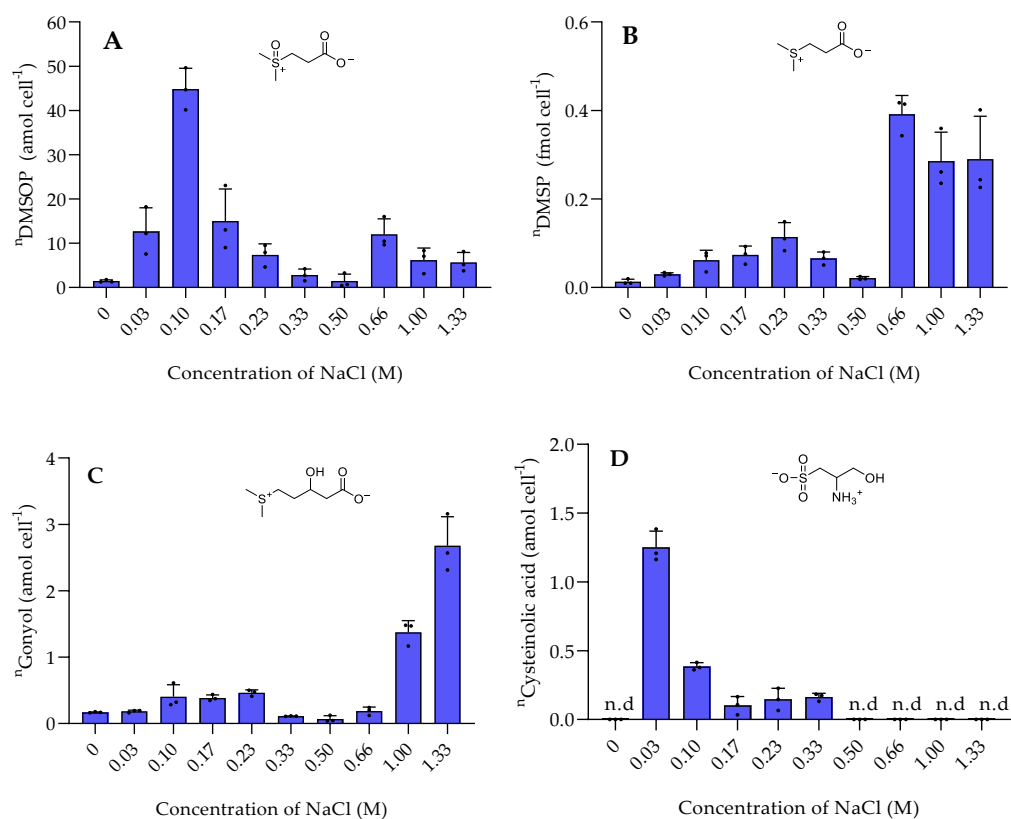 A
ⁿDMSOP (amol cell⁻¹)
60
50
40
30
20
10
0
O
S
+
O
O⁻
0 0.03 0.10 0.17 0.23 0.33 0.50 0.66 1.00 1.33
Concentration of NaCl (M)
B
ⁿDMSP (fmol cell⁻¹)
0.6
0.4
0.2
0.0
S
+
O
O⁻
0 0.03 0.10 0.17 0.23 0.33 0.50 0.66 1.00 1.33
Concentration of NaCl (M)
C
ⁿGonyol (amol cell⁻¹)
4
3
2
1
0
S⁺
OH
O
O⁻
0 0.03 0.10 0.17 0.23 0.33 0.50 0.66 1.00 1.33
Concentration of NaCl (M)
D
ⁿCysteinolic acid (amol cell⁻¹)
2.0
1.5
1.0
0.5
0.0
O
⁻O
S
O
OH
NH₃⁺
n.d n.d n.d n.d n.d
0 0.03 0.10 0.17 0.23 0.33 0.50 0.66 1.00 1.33
Concentration of NaCl (M)